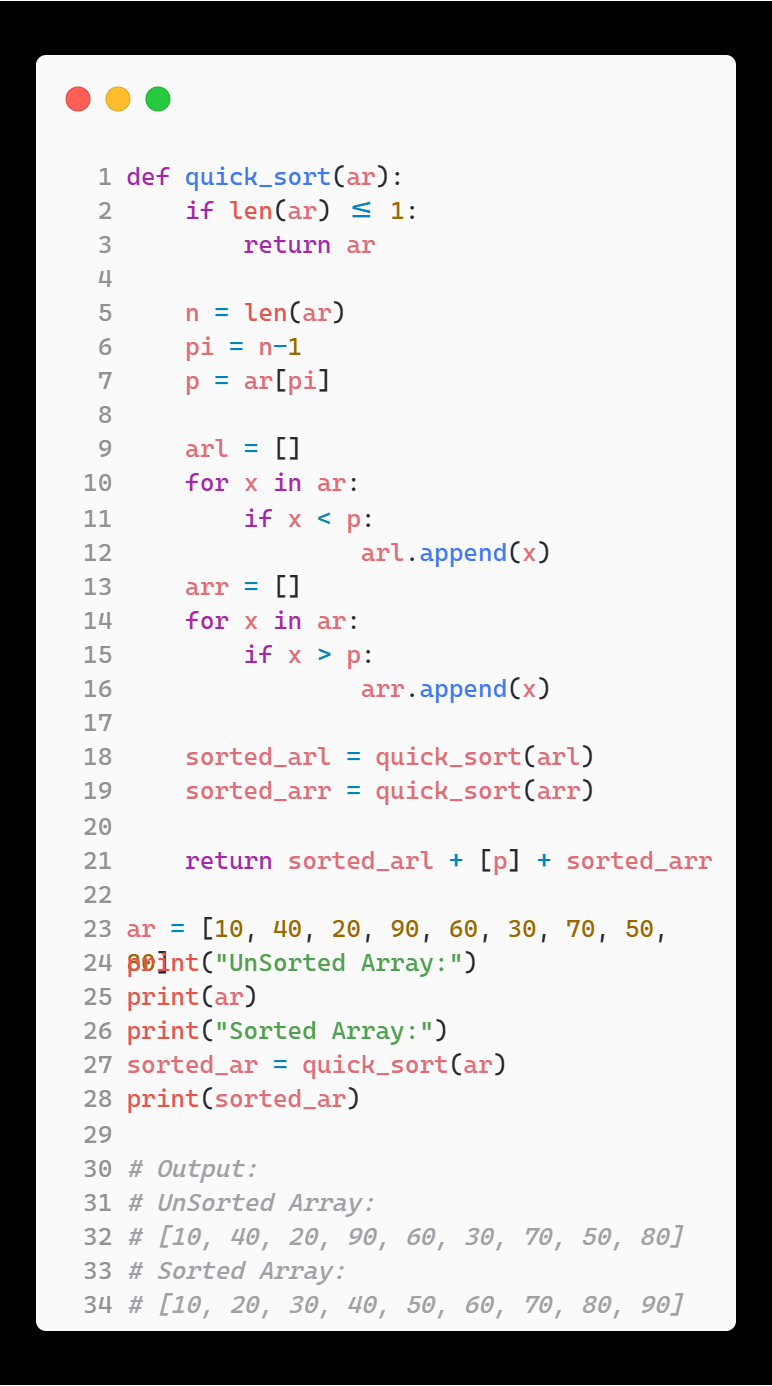 1 def quick_sort(ar):
2     if len(ar) ≤ 1:
3         return ar
4
5     n = len(ar)
6     pi = n-1
7     p = ar[pi]
8
9     arl = []
10     for x in ar:
11         if x < p:
12                 arl.append(x)
13     arr = []
14     for x in ar:
15         if x > p:
16                 arr.append(x)
17
18     sorted_arl = quick_sort(arl)
19     sorted_arr = quick_sort(arr)
20
21     return sorted_arl + [p] + sorted_arr
22
23 ar = [10, 40, 20, 90, 60, 30, 70, 50,
80]
24 print("UnSorted Array:")
25 print(ar)
26 print("Sorted Array:")
27 sorted_ar = quick_sort(ar)
28 print(sorted_ar)
29
30 # Output:
31 # UnSorted Array:
32 # [10, 40, 20, 90, 60, 30, 70, 50, 80]
33 # Sorted Array:
34 # [10, 20, 30, 40, 50, 60, 70, 80, 90]